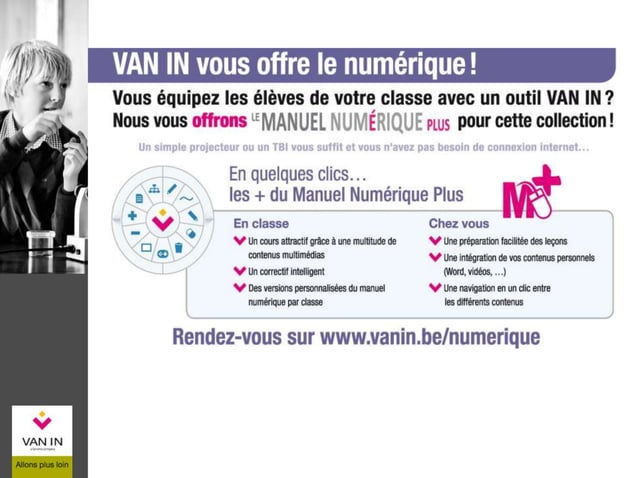 VAN IN vous offre le numérique !
Vous équipez les élèves de votre classe avec un outil VAN IN ?
Nous vous offrons LE MANUEL NUMÉRIQUE PLUS pour cette collection !
Un simple projecteur ou un TBI vous suffit et vous n'avez pas besoin de connexion internet…
En quelques clics…
les + du Manuel Numérique Plus
En classe
Un cours attractif grâce à une multitude de
contenus multimédias
Un correctif intelligent
Des versions personnalisées du manuel
numérique par classe
Chez vous
Une préparation facilitée des leçons
Une intégration de vos contenus personnels
(Word, vidéos, …)
Une navigation en un clic entre
les différents contenus
Rendez-vous sur www.vanin.be/numerique
VAN IN
Allons plus loin